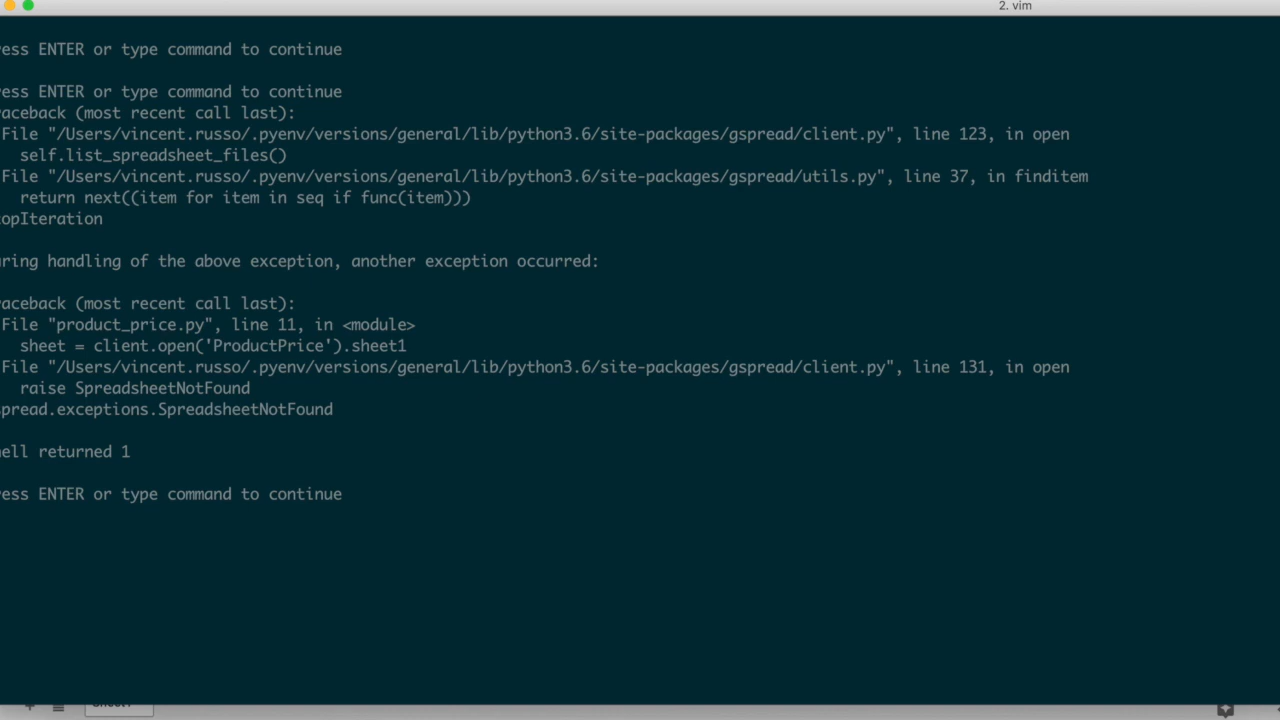 2. vim
ess ENTER or type command to continue
ess ENTER or type command to continue
aceback (most recent call last):
File "/Users/vincent.russo/.pyenv/versions/general/lib/python3.6/site-packages/gspread/client.py", line 123, in open
self.list_spreadsheet_files()
File "/Users/vincent.russo/.pyenv/versions/general/lib/python3.6/site-packages/gspread/utils.py", line 37, in finditem
return next((item for item in seq if func(item)))
opIteration
ring handling of the above exception, another exception occurred:
aceback (most recent call last):
File "product_price.py", line 11, in <module>
sheet = client.open('ProductPrice').sheet1
File "/Users/vincent.russo/.pyenv/versions/general/lib/python3.6/site-packages/gspread/client.py", line 131, in open
raise SpreadsheetNotFound
spread.exceptions.SpreadsheetNotFound
ell returned 1
ess ENTER or type command to continue